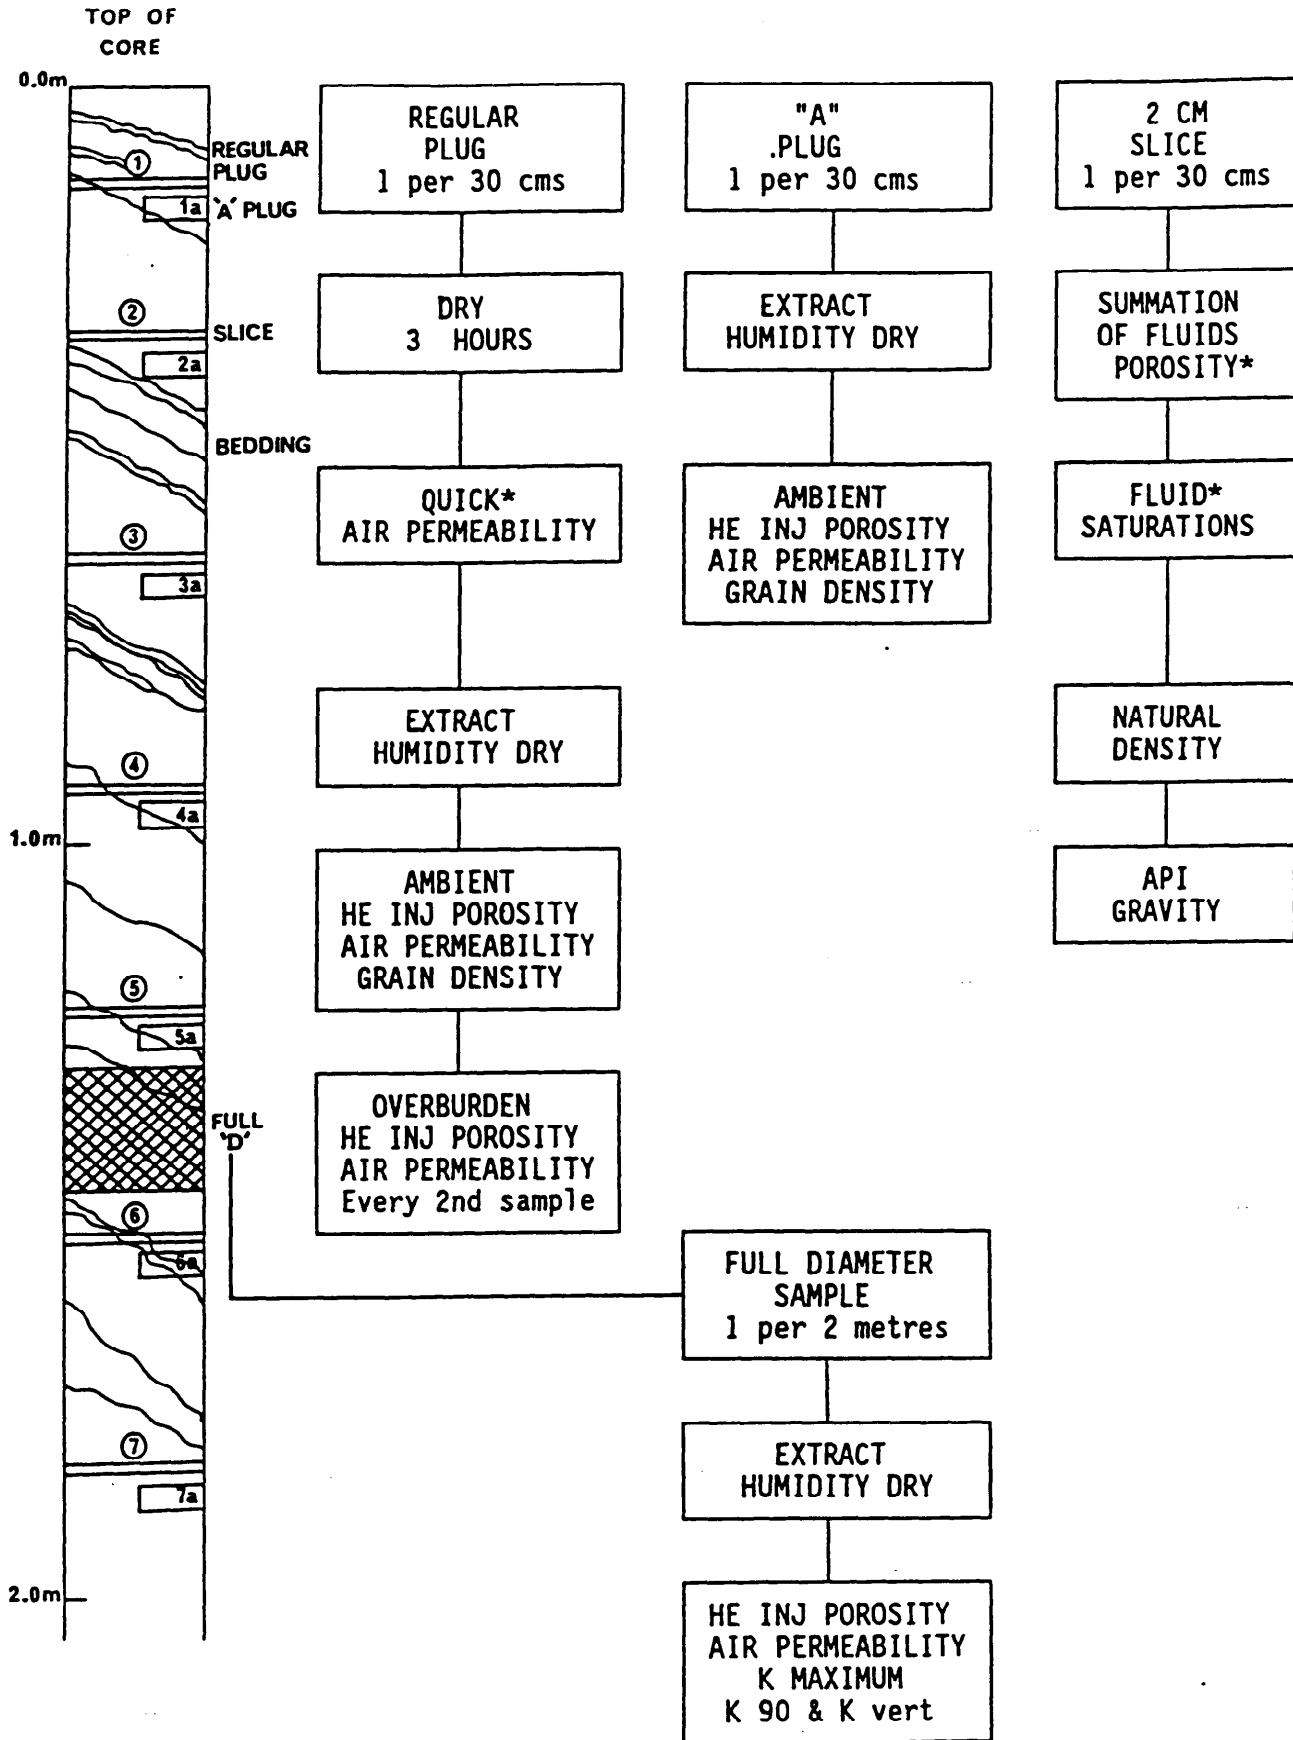 TOP OF
CORE
0.0m
1
REGULAR
PLUG
1a
'A' PLUG
2
SLICE
2a
BEDDING
3
3a
4
4a
1.0m
5
5a
FULL
'D'
6
6a
7
7a
2.0m
REGULAR
PLUG
1 per 30 cms
DRY
3 HOURS
QUICK*
AIR PERMEABILITY
EXTRACT
HUMIDITY DRY
AMBIENT
HE INJ POROSITY
AIR PERMEABILITY
GRAIN DENSITY
OVERBURDEN
HE INJ POROSITY
AIR PERMEABILITY
Every 2nd sample
"A"
.PLUG
1 per 30 cms
EXTRACT
HUMIDITY DRY
AMBIENT
HE INJ POROSITY
AIR PERMEABILITY
GRAIN DENSITY
FULL DIAMETER
SAMPLE
1 per 2 metres
EXTRACT
HUMIDITY DRY
HE INJ POROSITY
AIR PERMEABILITY
K MAXIMUM
K 90 & K vert
2 CM
SLICE
1 per 30 cms
SUMMATION
OF FLUIDS
POROSITY*
FLUID*
SATURATIONS
NATURAL
DENSITY
API
GRAVITY